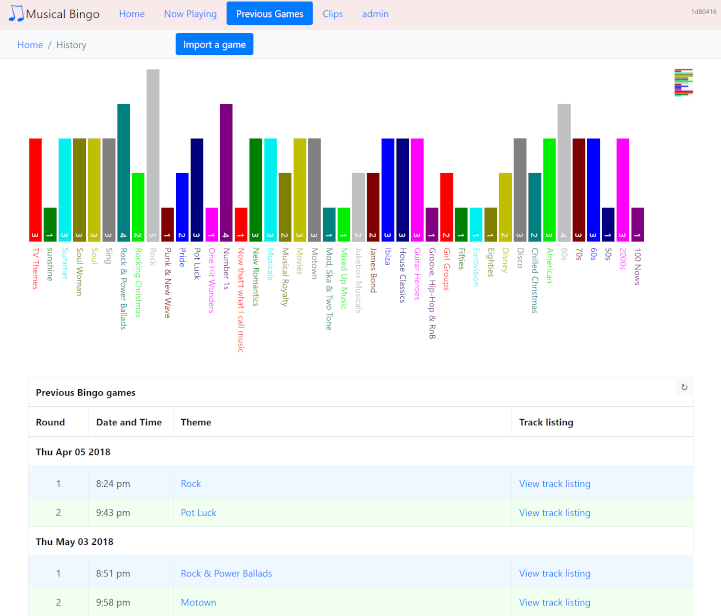 Musical Bingo Home Now Playing Previous Games Clips admin 1d80416
Home / History Import a game
3 1 3 3 3 3 4 2 5 1 2 3 1 4 1 3 3 2 3 3 1 1 2 2 3 3 3 1 2 1 1 1 2 3 2 3 4 3 3 1 3 1
TV Themes
sunshine
Summer
Soul Woman
Soul
Sing
Rock & Power Ballads
Rocking Christmas
Rock
Punk & New Wave
Pride
Pot Luck
One Hit Wonders
Number 1s
Now that's what I call music
New Romantics
Musicals
Musical Royalty
Movies
Motown
Mod, Ska & Two Tone
Mixed Up Music
Jukebox Musicals
James Bond
Ibiza
House Classics
Guitar Heroes
Groove, Hip-Hop & RnB
Girl Groups
Fifties
Eurovision
Eighties
Disney
Disco
Chilled Christmas
American
80s
70s
60s
50s
2000s
100 Nows
Previous Bingo games ↻
Round Date and Time Theme Track listing
Thu Apr 05 2018
1 8:24 pm Rock View track listing
2 9:43 pm Pot Luck View track listing
Thu May 03 2018
1 8:51 pm Rock & Power Ballads View track listing
2 9:58 pm Motown View track listing